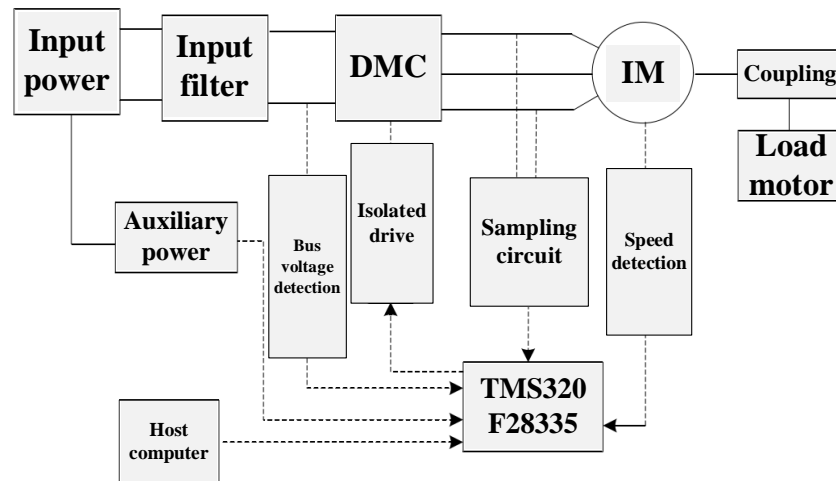 Input
power
Input
filter
DMC
IM
Coupling
Load
motor
Auxiliary
power
Bus
voltage
detection
Isolated
drive
Sampling
circuit
Speed
detection
TMS320
F28335
Host
computer